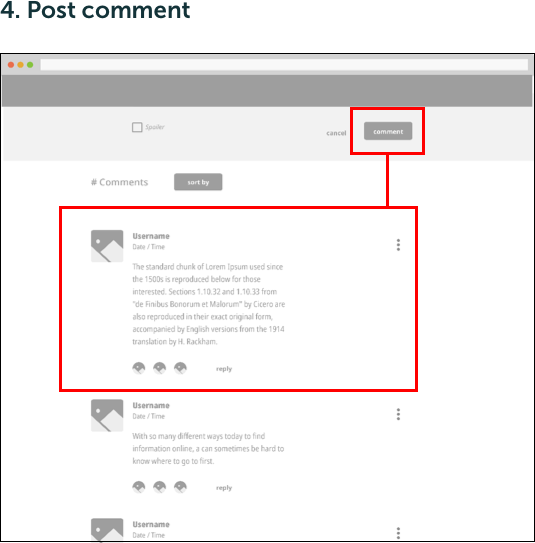 4. Post comment
Spoiler
cancel
comment
# Comments
sort by
Username
Date / Time
The standard chunk of Lorem Ipsum used since
the 1500s is reproduced below for those
interested. Sections 1.10.32 and 1.10.33 from
"de Finibus Bonorum et Malorum" by Cicero are
also reproduced in their exact original form,
accompanied by English versions from the 1914
translation by H. Rackham.
reply
Username
Date / Time
With so many different ways today to find
information online, a can sometimes be hard to
know where to go to first.
reply
Username
Date / Time